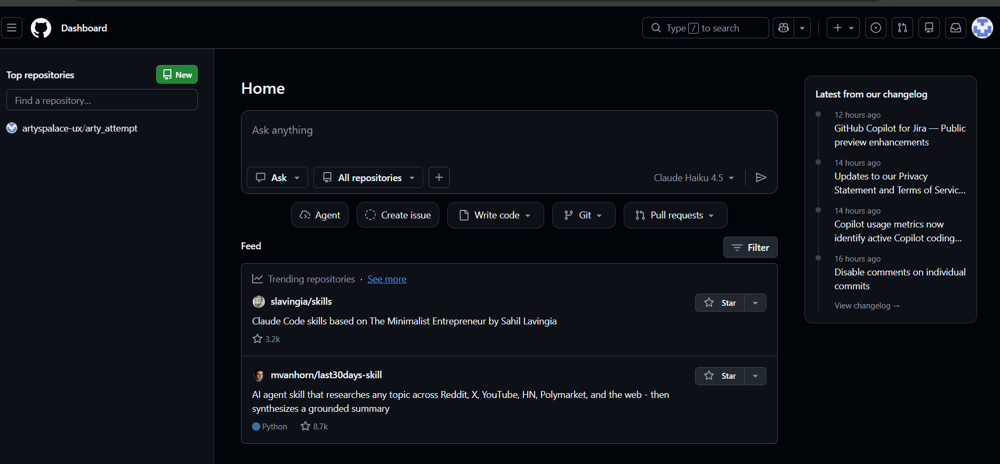 Dashboard
Type / to search
Top repositories
New
Find a repository...
artyspalace-ux/arty_attempt
Home
Ask anything
Ask
All repositories
Claude Haiku 4.5
Agent
Create issue
Write code
Git
Pull requests
Feed
Filter
Trending repositories · See more
slavingia/skills
Star
Claude Code skills based on The Minimalist Entrepreneur by Sahil Lavingia
3.2k
mvanhorn/last30days-skill
Star
AI agent skill that researches any topic across Reddit, X, YouTube, HN, Polymarket, and the web - then
synthesizes a grounded summary
Python
8.7k
Latest from our changelog
12 hours ago
GitHub Copilot for Jira — Public
preview enhancements
14 hours ago
Updates to our Privacy
Statement and Terms of Servic...
14 hours ago
Copilot usage metrics now
identify active Copilot coding...
16 hours ago
Disable comments on individual
commits
View changelog →